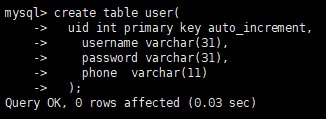 mysql> create table user(
    ->   uid int primary key auto_increment,
    ->     username varchar(31),
    ->     password varchar(31),
    ->     phone  varchar(11)
    ->   );
Query OK, 0 rows affected (0.03 sec)